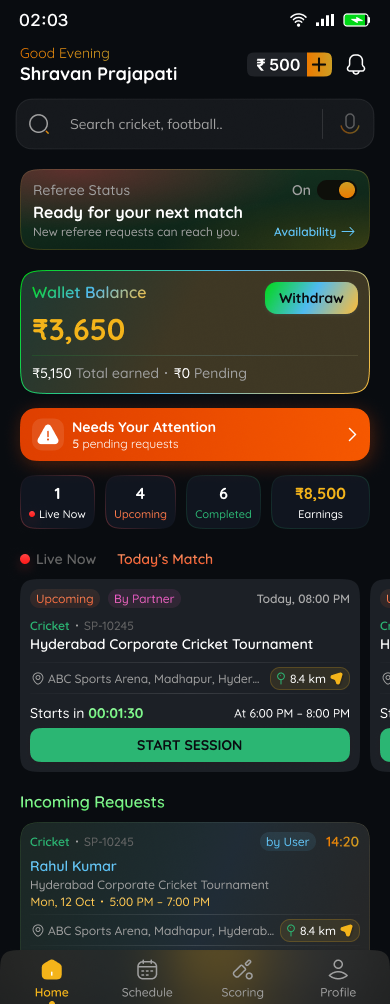 02:03
Good Evening
Shravan Prajapati
₹ 500 +
Search cricket, football..
Referee Status
On
Ready for your next match
New referee requests can reach you.
Availability →
Wallet Balance
Withdraw
₹3,650
₹5,150 Total earned · ₹0 Pending
Needs Your Attention
5 pending requests
1
Live Now
4
Upcoming
6
Completed
₹8,500
Earnings
Live Now
Today's Match
Upcoming
By Partner
Today, 08:00 PM
Cricket · SP-10245
Hyderabad Corporate Cricket Tournament
ABC Sports Arena, Madhapur, Hyder...
8.4 km
Starts in 00:01:30
At 6:00 PM – 8:00 PM
START SESSION
Incoming Requests
Cricket · SP-10245
by User
14:20
Rahul Kumar
Hyderabad Corporate Cricket Tournament
Mon, 12 Oct · 5:00 PM – 7:00 PM
ABC Sports Arena, Madhapur, Hyderab...
8.4 km
Home
Schedule
Scoring
Profile